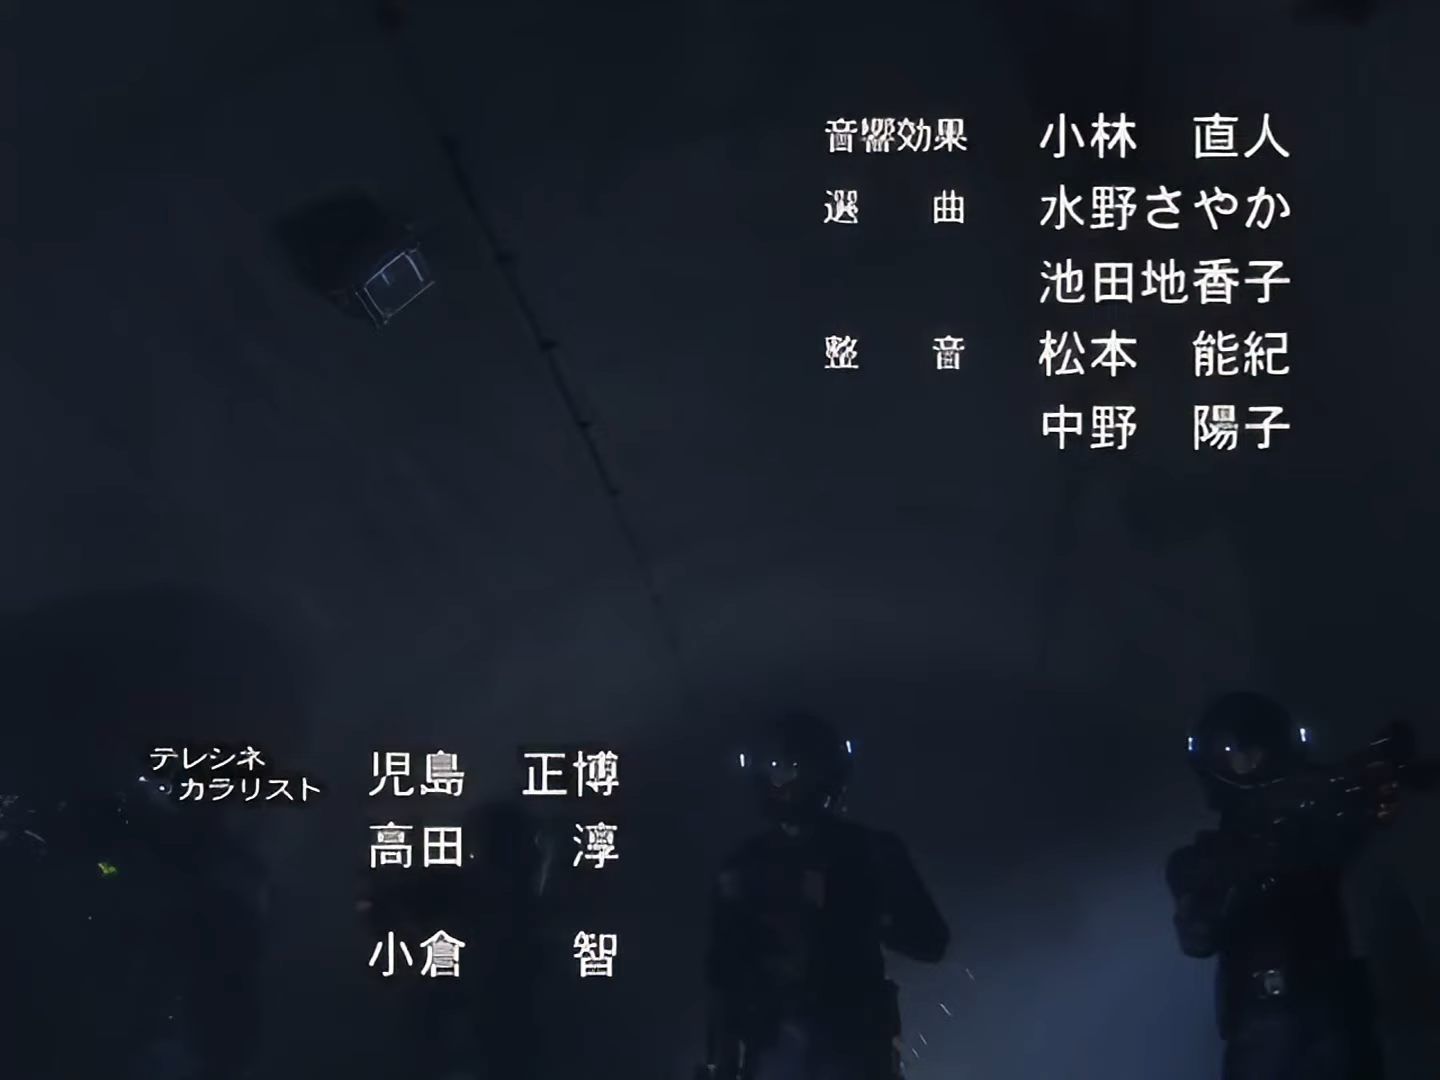 音響効果　小林　直人
選　曲　水野さやか
池田地香子
整　音　松本　能紀
中野　陽子
テレシネ
・カラリスト　児島　正博
高田　淳
小倉　智